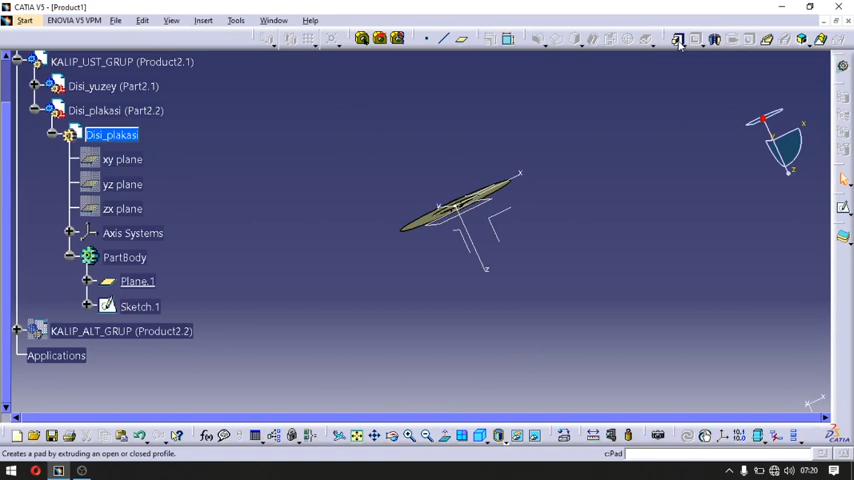 CATIA V5 - [Product1]
Start ENOVIA V5 VPM File Edit View Insert Tools Window Help
KALIP_UST_GRUP (Product2.1)
Disi_yuzey (Part2.1)
Disi_plakasi (Part2.2)
Disi_plakasi
xy plane
yz plane
zx plane
Axis Systems
PartBody
Plane.1
Sketch.1
KALIP_ALT_GRUP (Product2.2)
Applications
x
y
z
x
z
Creates a pad by extruding an open or closed profile.
c:Pad
07:20